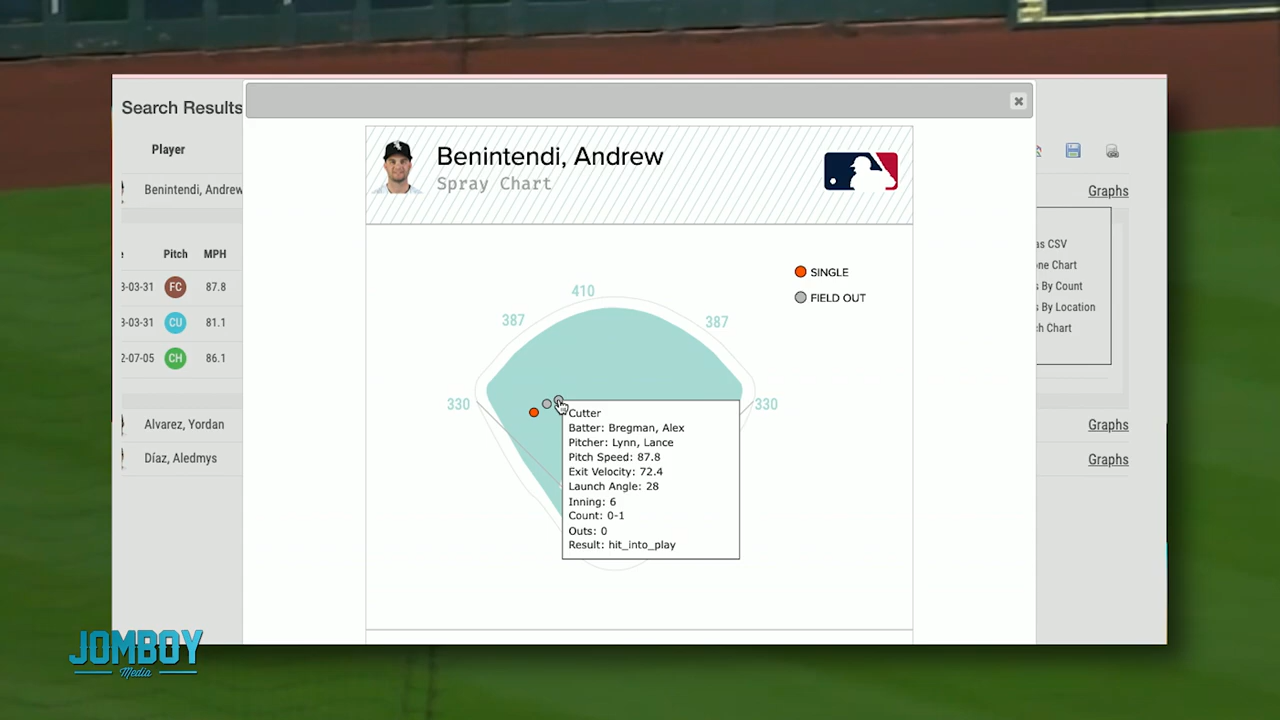 Search Results
Player
Benintendi, Andrew
Pitch MPH
3-03-31 FC 87.8
3-03-31 CU 81.1
2-07-05 CH 86.1
Alvarez, Yordan
Díaz, Aledmys
Benintendi, Andrew
Spray Chart
SINGLE
FIELD OUT
410
387
387
330
330
Cutter
Batter: Bregman, Alex
Pitcher: Lynn, Lance
Pitch Speed: 87.8
Exit Velocity: 72.4
Launch Angle: 28
Inning: 6
Count: 0-1
Outs: 0
Result: hit_into_play
Graphs
as CSV
ne Chart
s By Count
s By Location
ch Chart
Graphs
Graphs
JOMBOY
Media